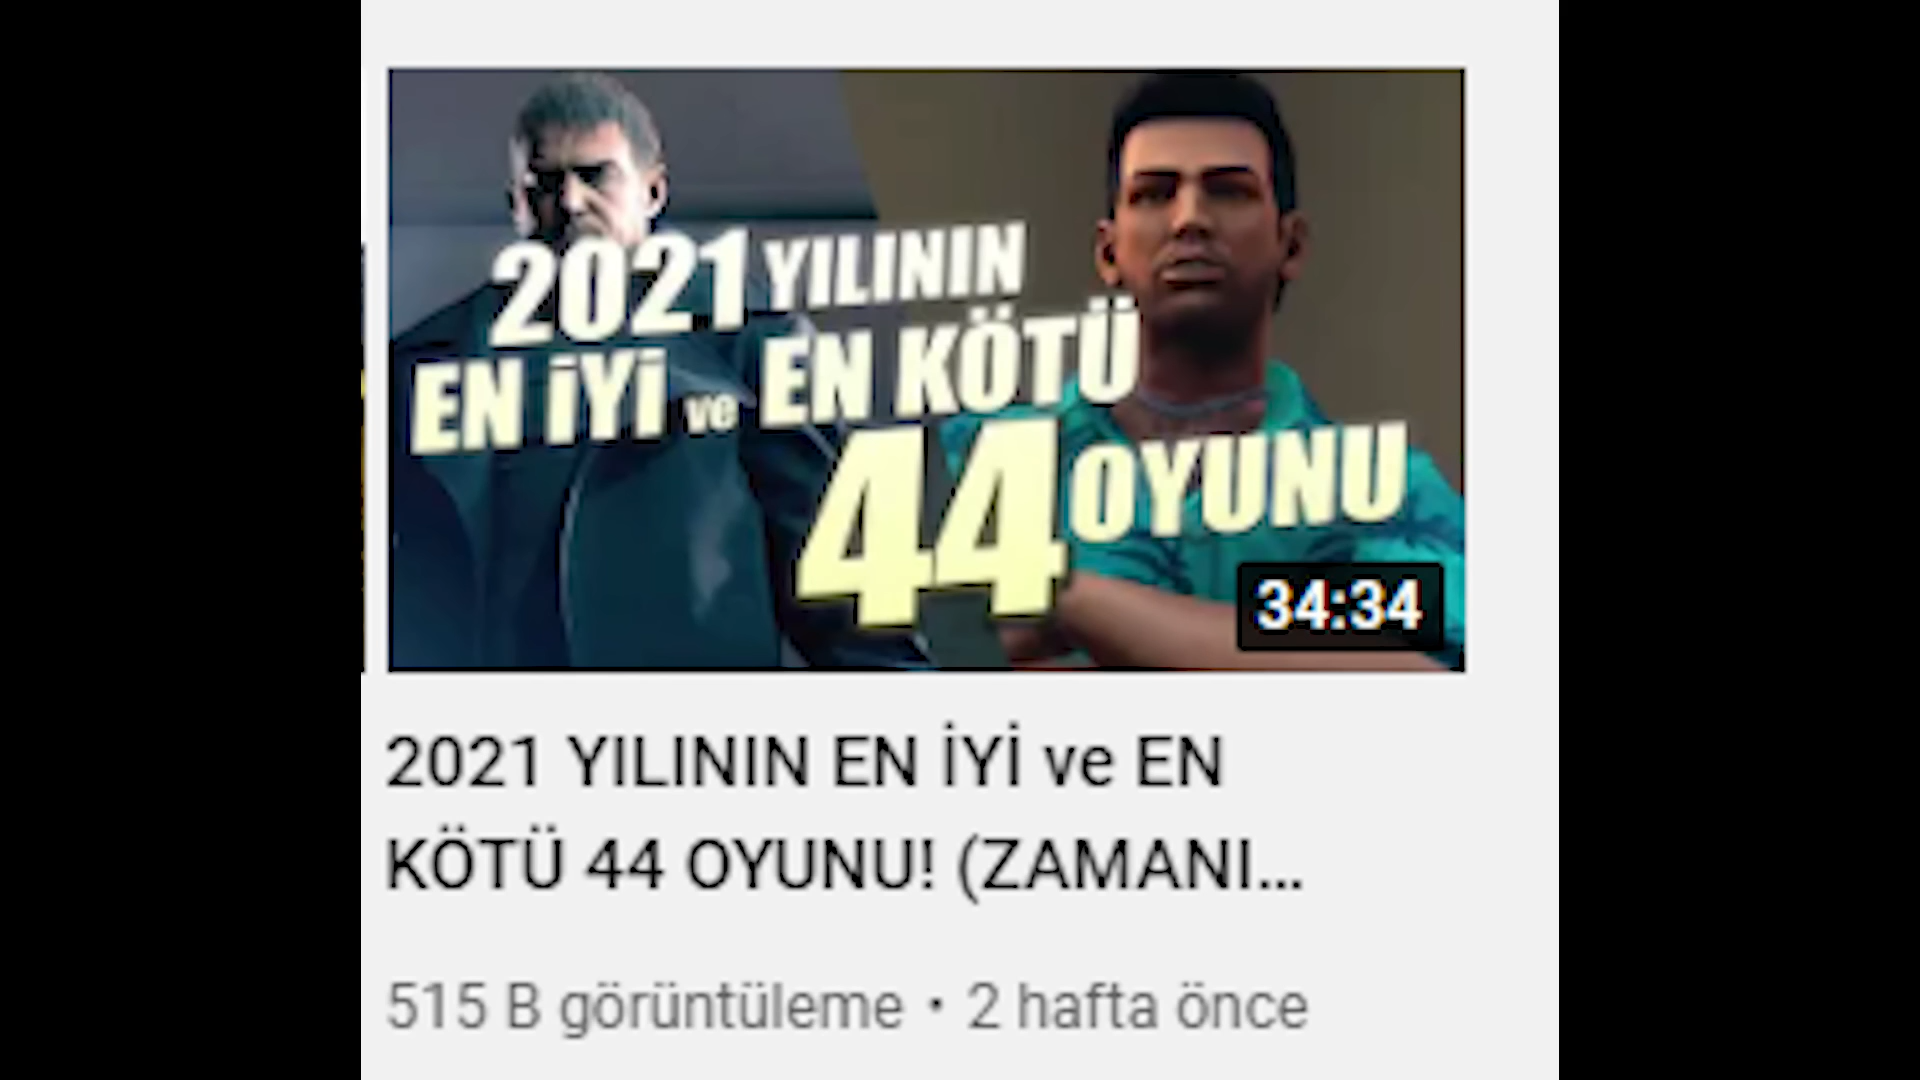 2021 YILININ
EN iYi ve EN KÖTÜ
44 OYUNU
34:34
2021 YILININ EN İYİ ve EN
KÖTÜ 44 OYUNU! (ZAMANI...
515 B görüntüleme • 2 hafta önce